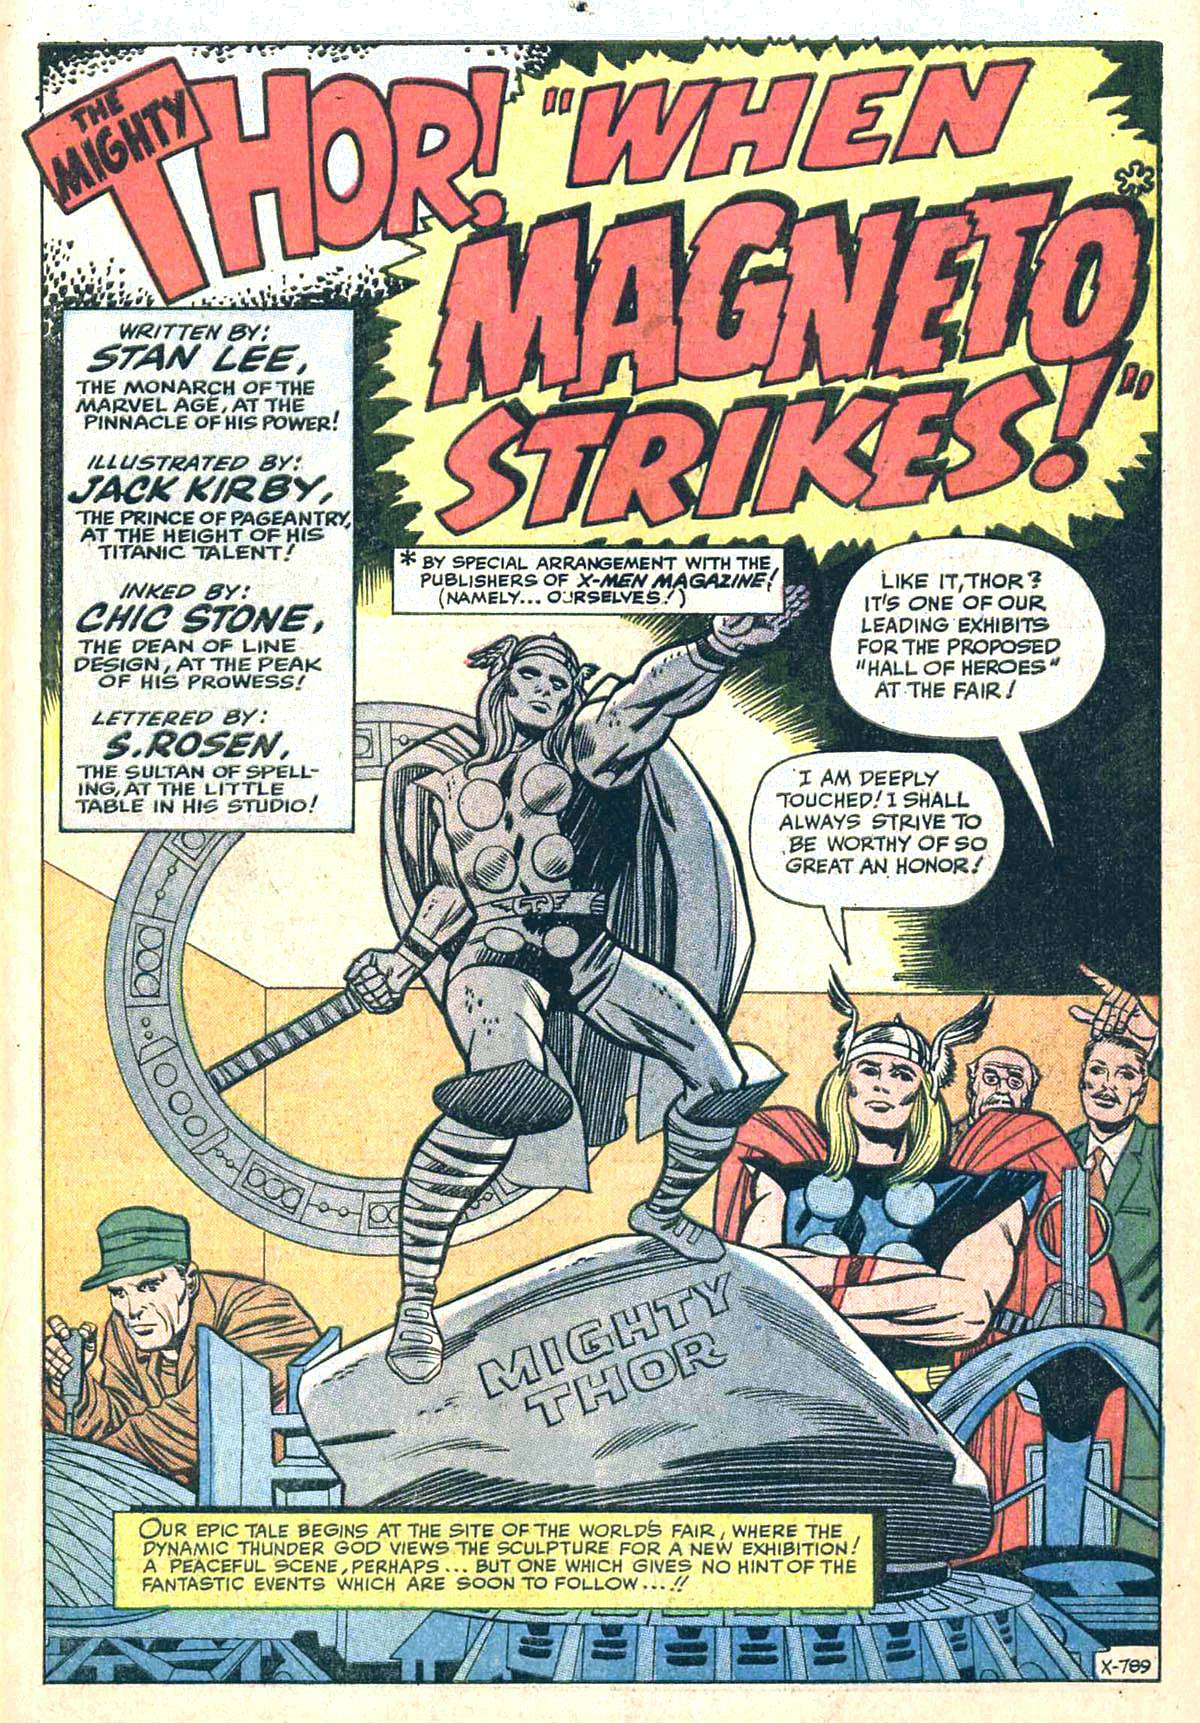 THE
MIGHTY
THOR!
"WHEN
MAGNETO*
STRIKES!"
WRITTEN BY:
STAN LEE,
THE MONARCH OF THE
MARVEL AGE, AT THE
PINNACLE OF HIS POWER!
ILLUSTRATED BY:
JACK KIRBY,
THE PRINCE OF PAGEANTRY,
AT THE HEIGHT OF HIS
TITANIC TALENT!
INKED BY:
CHIC STONE,
THE DEAN OF LINE
DESIGN, AT THE PEAK
OF HIS PROWESS!
LETTERED BY:
S. ROSEN,
THE SULTAN OF SPELL-
ING, AT THE LITTLE
TABLE IN HIS STUDIO!
* BY SPECIAL ARRANGEMENT WITH THE
PUBLISHERS OF X-MEN MAGAZINE!
(NAMELY... OURSELVES!)
LIKE IT, THOR?
IT'S ONE OF OUR
LEADING EXHIBITS
FOR THE PROPOSED
"HALL OF HEROES"
AT THE FAIR!
I AM DEEPLY
TOUCHED! I SHALL
ALWAYS STRIVE TO
BE WORTHY OF SO
GREAT AN HONOR!
T
MIGHTY
THOR
OUR EPIC TALE BEGINS AT THE SITE OF THE WORLD'S FAIR, WHERE THE
DYNAMIC THUNDER GOD VIEWS THE SCULPTURE FOR A NEW EXHIBITION!
A PEACEFUL SCENE, PERHAPS... BUT ONE WHICH GIVES NO HINT OF THE
FANTASTIC EVENTS WHICH ARE SOON TO FOLLOW...!!
X-789